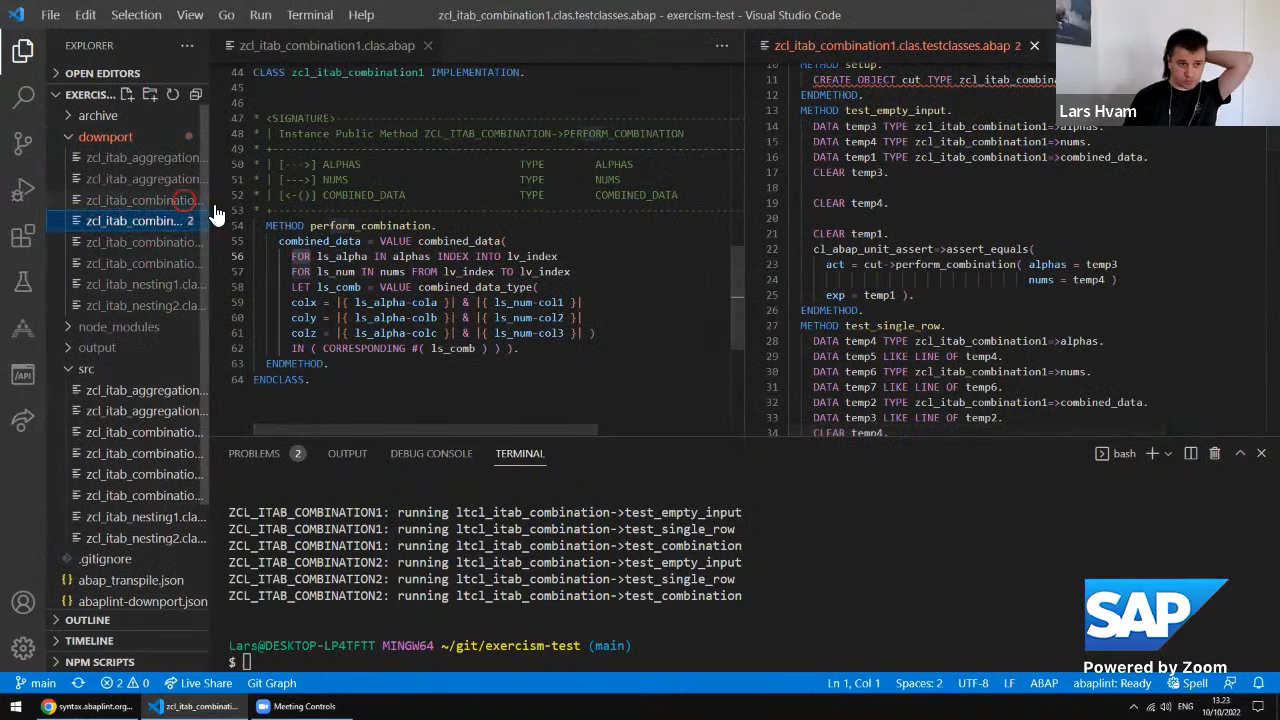 File Edit Selection View Go Run Terminal Help
zcl_itab_combination1.clas.testclasses.abap - exercism-test - Visual Studio Code
EXPLORER
OPEN EDITORS
EXERCIS...
archive
downport
zcl_itab_aggregation...
zcl_itab_aggregation...
zcl_itab_combinatio...
zcl_itab_combin... 2
zcl_itab_combinatio...
zcl_itab_combinatio...
zcl_itab_nesting1.cla...
zcl_itab_nesting2.cla...
node_modules
output
src
zcl_itab_aggregation...
zcl_itab_aggregation...
zcl_itab_combinatio...
zcl_itab_combinatio...
zcl_itab_combinatio...
zcl_itab_combinatio...
zcl_itab_nesting1.cla...
zcl_itab_nesting2.cla...
.gitignore
abap_transpile.json
abaplint-downport.json
OUTLINE
TIMELINE
NPM SCRIPTS
zcl_itab_combination1.clas.abap
44 CLASS zcl_itab_combination1 IMPLEMENTATION.
45
46
47 * <SIGNATURE>---------------------------------------------------------------
48 * | Instance Public Method ZCL_ITAB_COMBINATION->PERFORM_COMBINATION
49 * +-------------------------------------------------------------------------
50 * | [--->] ALPHAS TYPE ALPHAS
51 * | [--->] NUMS TYPE NUMS
52 * | [<-()] COMBINED_DATA TYPE COMBINED_DATA
53 * +-------------------------------------------------------------------------
54 METHOD perform_combination.
55 combined_data = VALUE combined_data(
56 FOR ls_alpha IN alphas INDEX INTO lv_index
57 FOR ls_num IN nums FROM lv_index TO lv_index
58 LET ls_comb = VALUE combined_data_type(
59 colx = |{ ls_alpha-cola }| & |{ ls_num-col1 }|
60 coly = |{ ls_alpha-colb }| & |{ ls_num-col2 }|
61 colz = |{ ls_alpha-colc }| & |{ ls_num-col3 }| )
62 IN ( CORRESPONDING #( ls_comb ) ) ).
63 ENDMETHOD.
64 ENDCLASS.
zcl_itab_combination1.clas.testclasses.abap 2
10 METHOD setup.
11 CREATE OBJECT cut TYPE zcl_itab_combina
12 ENDMETHOD.
13 METHOD test_empty_input.
14 DATA temp3 TYPE zcl_itab_combination1=>alphas.
15 DATA temp4 TYPE zcl_itab_combination1=>nums.
16 DATA temp1 TYPE zcl_itab_combination1=>combined_data.
17 CLEAR temp3.
18
19 CLEAR temp4.
20
21 CLEAR temp1.
22 cl_abap_unit_assert=>assert_equals(
23 act = cut->perform_combination( alphas = temp3
24 nums = temp4 )
25 exp = temp1 ).
26 ENDMETHOD.
27 METHOD test_single_row.
28 DATA temp4 TYPE zcl_itab_combination1=>alphas.
29 DATA temp5 LIKE LINE OF temp4.
30 DATA temp6 TYPE zcl_itab_combination1=>nums.
31 DATA temp7 LIKE LINE OF temp6.
32 DATA temp2 TYPE zcl_itab_combination1=>combined_data.
33 DATA temp3 LIKE LINE OF temp2.
34 CLEAR temp4.
Lars Hvam
PROBLEMS 2 OUTPUT DEBUG CONSOLE TERMINAL
bash
ZCL_ITAB_COMBINATION1: running ltcl_itab_combination->test_empty_input
ZCL_ITAB_COMBINATION1: running ltcl_itab_combination->test_single_row
ZCL_ITAB_COMBINATION1: running ltcl_itab_combination->test_combination
ZCL_ITAB_COMBINATION2: running ltcl_itab_combination->test_empty_input
ZCL_ITAB_COMBINATION2: running ltcl_itab_combination->test_single_row
ZCL_ITAB_COMBINATION2: running ltcl_itab_combination->test_combination
Lars@DESKTOP-LP4TFTT MINGW64 ~/git/exercism-test (main)
$
SAP
Powered by Zoom
main 2 0 Live Share Git Graph
Ln 1, Col 1 Spaces: 2 UTF-8 LF ABAP abaplint: Ready Spell
syntax.abaplint.org... zcl_itab_combinati... Meeting Controls
ENG 13.23
10/10/2022